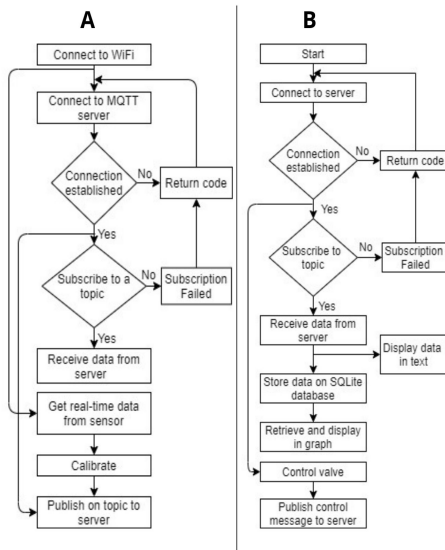 A
Connect to WiFi
Connect to MQTT
server
Connection
established
No
Return code
Yes
Subscribe to a
topic
No
Subscription
Failed
Yes
Receive data from
server
Get real-time data
from sensor
Calibrate
Publish on topic to
server
B
Start
Connect to server
Connection
established
No
Return code
Yes
Subscribe to
topic
No
Subscription
Failed
Yes
Receive data from
server
Display data
in text
Store data on SQLite
database
Retrieve and display
in graph
Control valve
Publish control
message to server